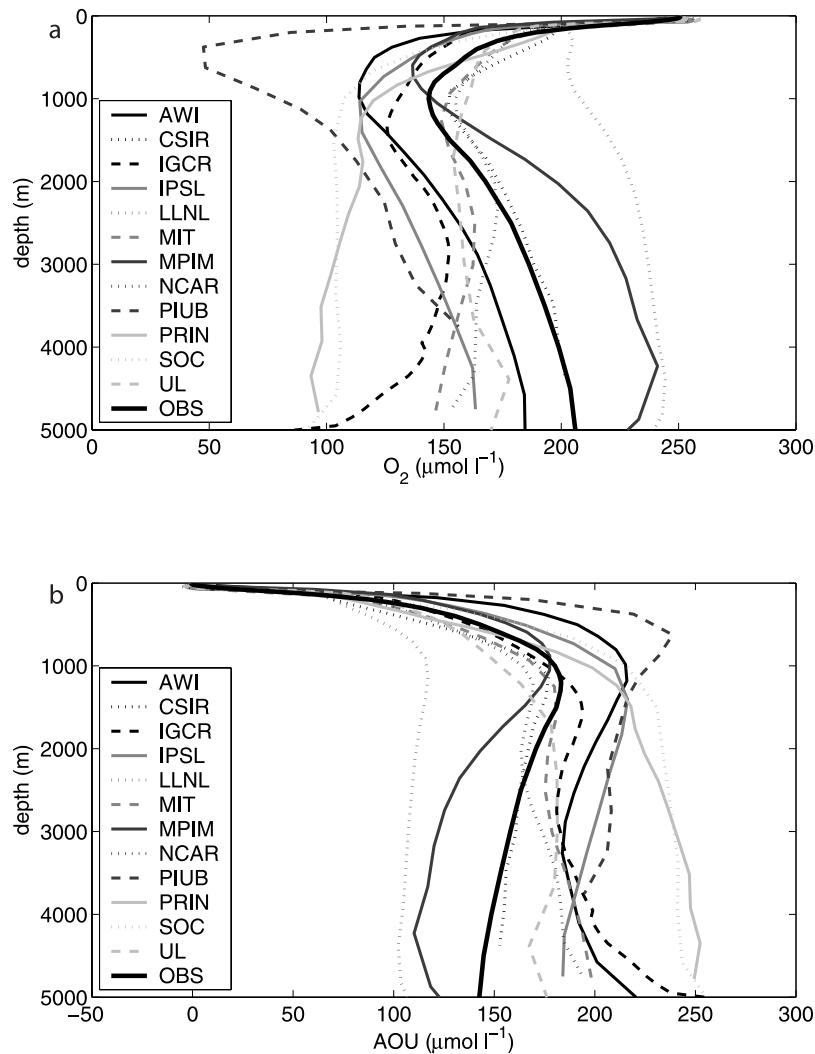 a
0
1000
2000
3000
4000
5000
depth (m)
AWI
CSIR
IGCR
IPSL
LLNL
MIT
MPIM
NCAR
PIUB
PRIN
SOC
UL
OBS
0 50 100 150 200 250 300
O₂ (μmol l⁻¹)
b
0
1000
2000
3000
4000
5000
depth (m)
AWI
CSIR
IGCR
IPSL
LLNL
MIT
MPIM
NCAR
PIUB
PRIN
SOC
UL
OBS
−50 0 50 100 150 200 250 300
AOU (μmol l⁻¹)